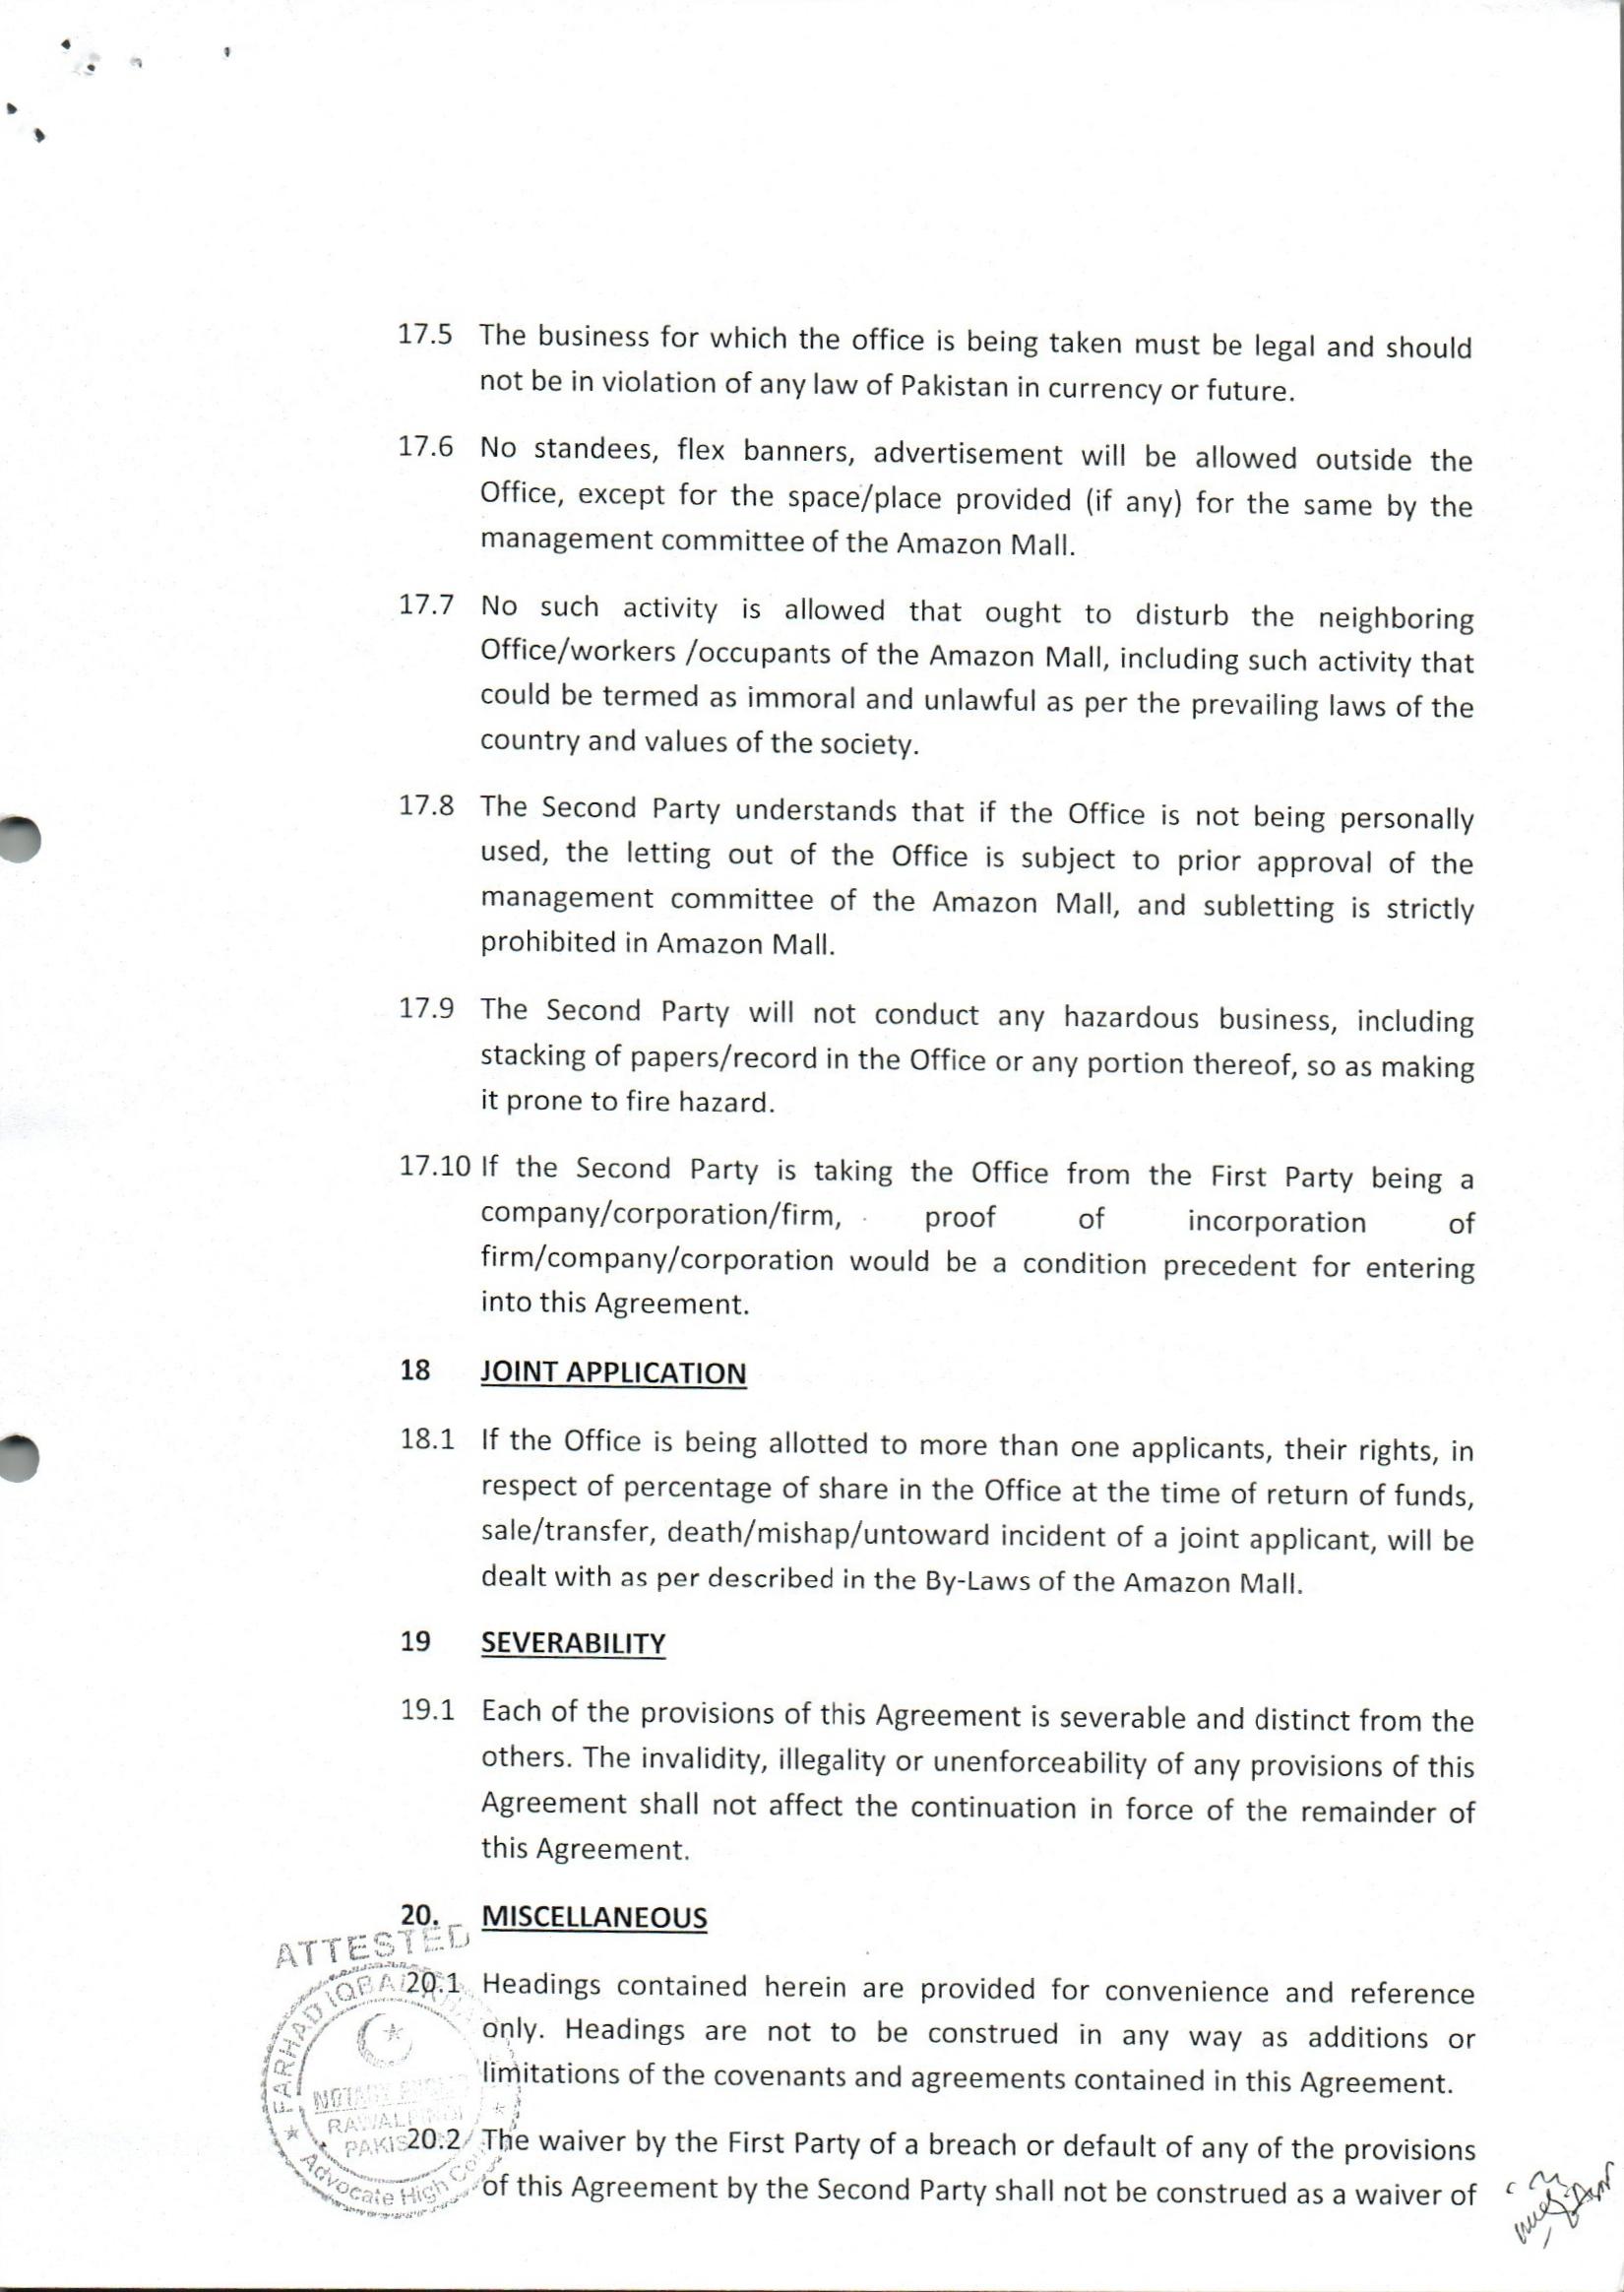 17.5 The business for which the office is being taken must be legal and should
not be in violation of any law of Pakistan in currency or future.
17.6 No standees, flex banners, advertisement will be allowed outside the
Office, except for the space/place provided (if any) for the same by the
management committee of the Amazon Mall.
17.7 No such activity is allowed that ought to disturb the neighboring
Office/workers /occupants of the Amazon Mall, including such activity that
could be termed as immoral and unlawful as per the prevailing laws of the
country and values of the society.
17.8 The Second Party understands that if the Office is not being personally
used, the letting out of the Office is subject to prior approval of the
management committee of the Amazon Mall, and subletting is strictly
prohibited in Amazon Mall.
17.9 The Second Party will not conduct any hazardous business, including
stacking of papers/record in the Office or any portion thereof, so as making
it prone to fire hazard.
17.10 If the Second Party is taking the Office from the First Party being a
company/corporation/firm, proof of incorporation of
firm/company/corporation would be a condition precedent for entering
into this Agreement.
18 JOINT APPLICATION
18.1 If the Office is being allotted to more than one applicants, their rights, in
respect of percentage of share in the Office at the time of return of funds,
sale/transfer, death/mishap/untoward incident of a joint applicant, will be
dealt with as per described in the By-Laws of the Amazon Mall.
19 SEVERABILITY
19.1 Each of the provisions of this Agreement is severable and distinct from the
others. The invalidity, illegality or unenforceability of any provisions of this
Agreement shall not affect the continuation in force of the remainder of
this Agreement.
20. MISCELLANEOUS
ATTESTED
20.1 Headings contained herein are provided for convenience and reference
only. Headings are not to be construed in any way as additions or
limitations of the covenants and agreements contained in this Agreement.
20.2 The waiver by the First Party of a breach or default of any of the provisions
of this Agreement by the Second Party shall not be construed as a waiver of
FARHAD IQBAL
NOTARY
RAWALPINDI
PAKISTAN
Advocate High